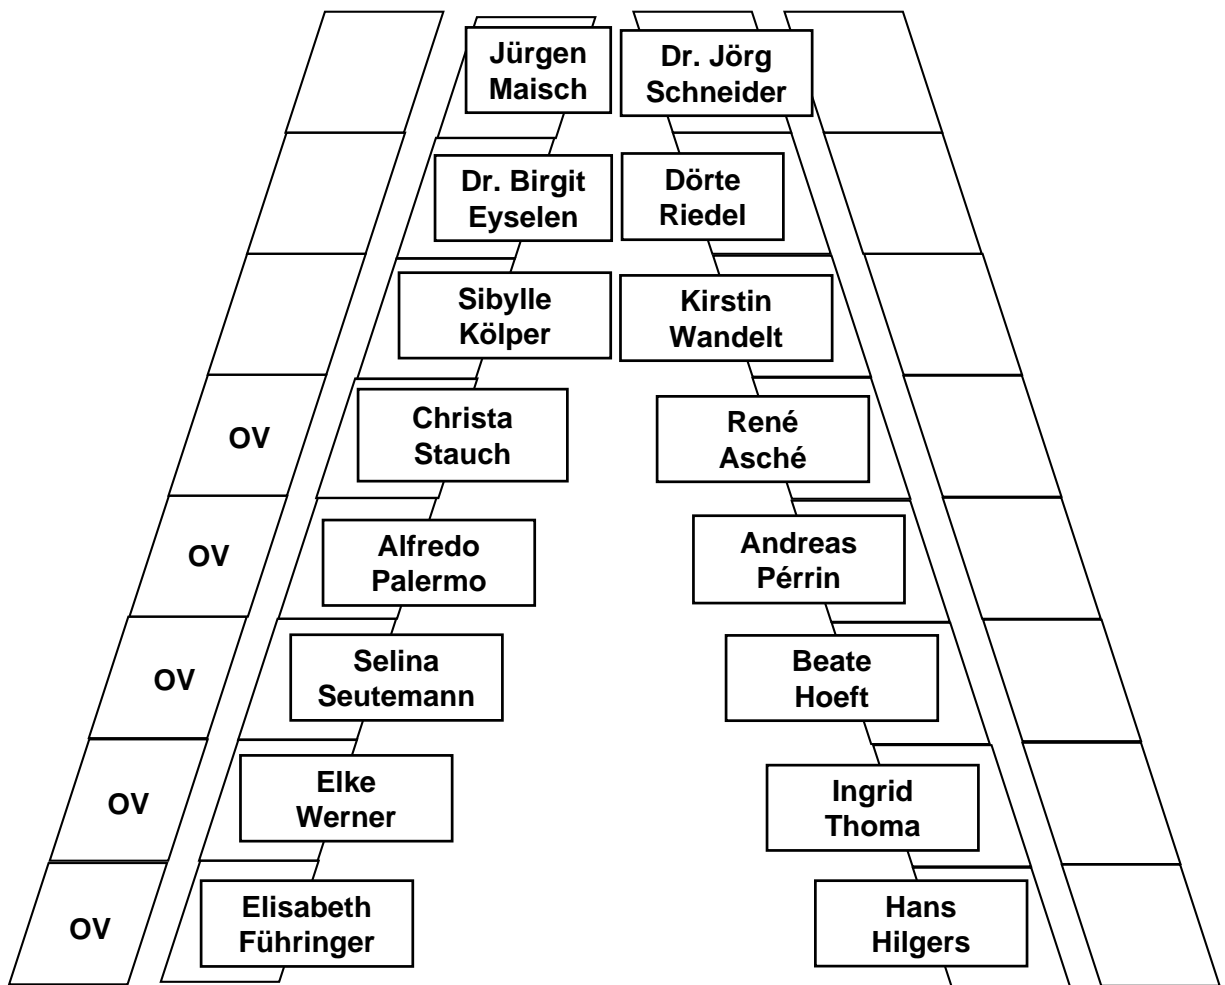 Jürgen
Maisch
Dr. Jörg
Schneider
Dr. Birgit
Eyselen
Dörte
Riedel
Sibylle
Kölper
Kirstin
Wandelt
OV
Christa
Stauch
René
Asché
OV
Alfredo
Palermo
Andreas
Pérrin
OV
Selina
Seutemann
Beate
Hoeft
OV
Elke
Werner
Ingrid
Thoma
OV
Elisabeth
Führinger
Hans
Hilgers